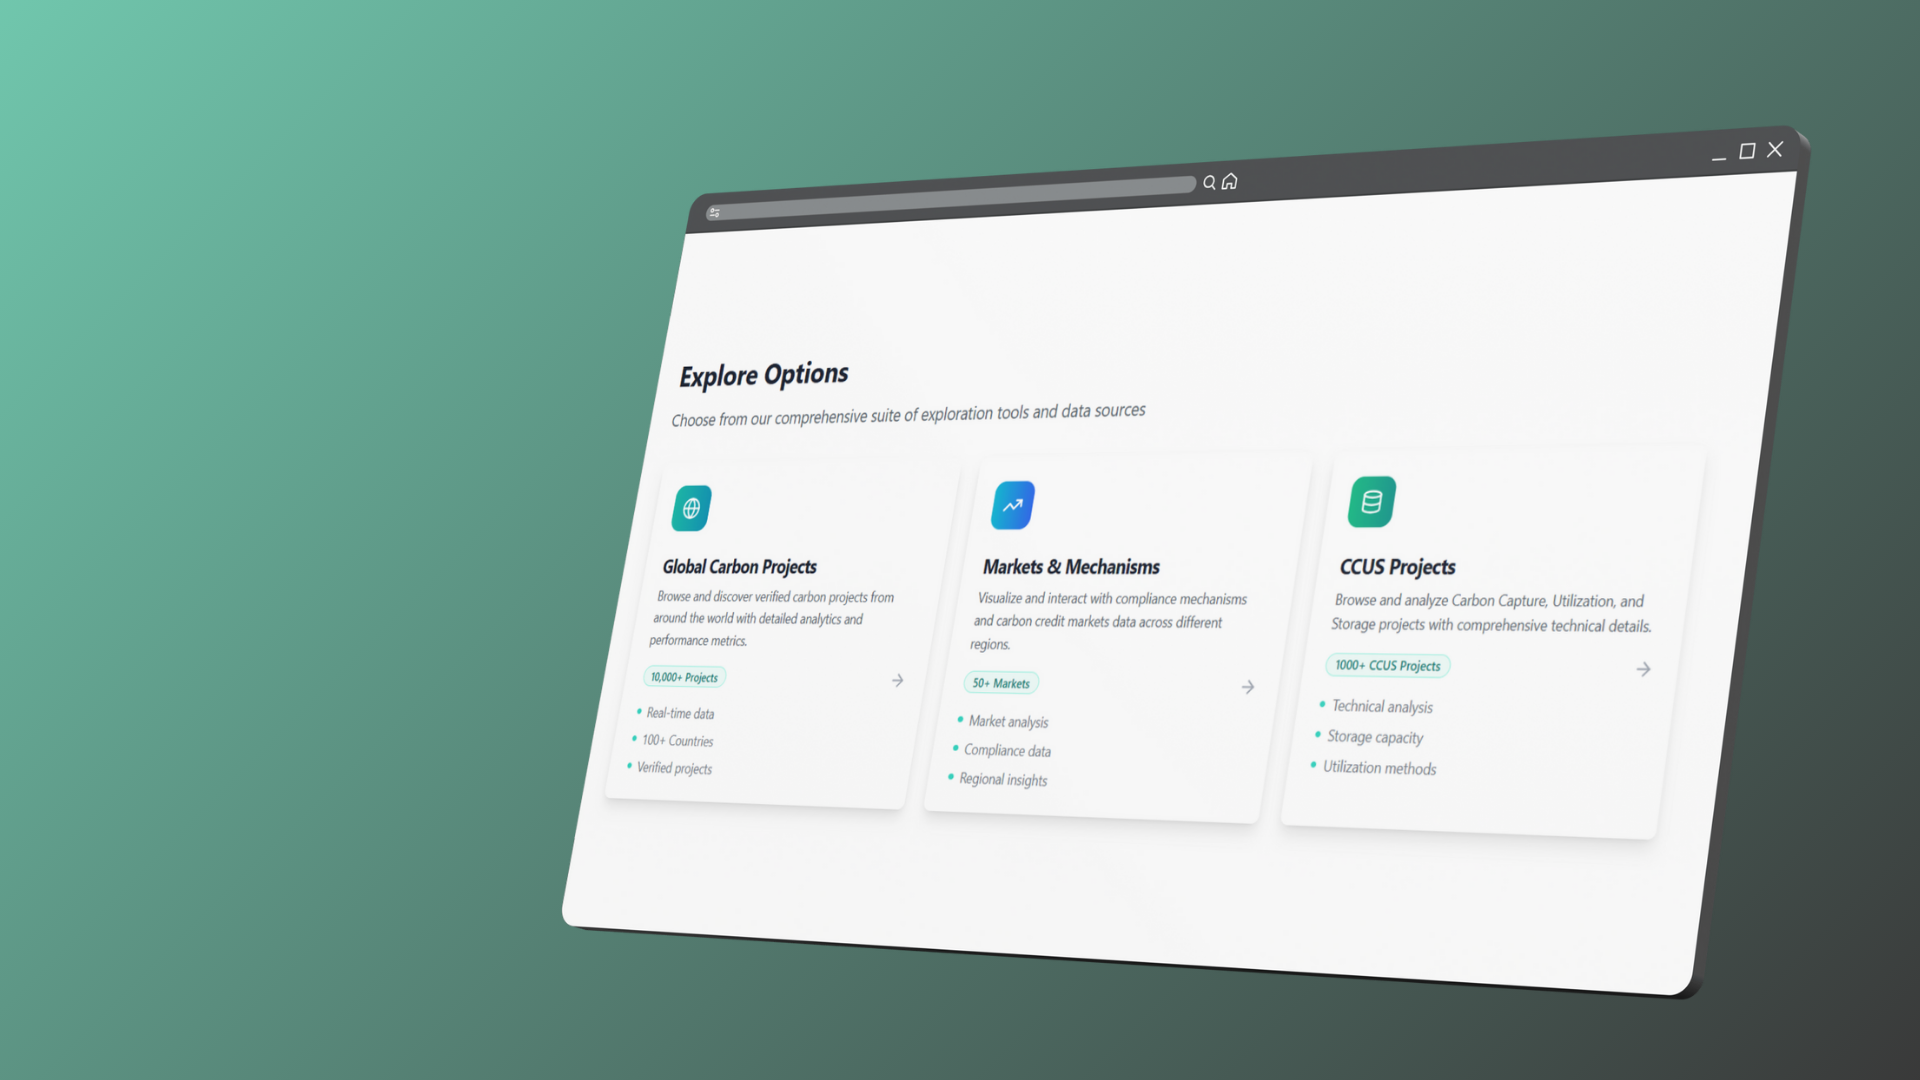 Explore Options
Choose from our comprehensive suite of exploration tools and data sources
Global Carbon Projects
Browse and discover verified carbon projects from
around the world with detailed analytics and
performance metrics.
10,000+ Projects
Real-time data
100+ Countries
Verified projects
Markets & Mechanisms
Visualize and interact with compliance mechanisms
and carbon credit markets data across different
regions.
50+ Markets
Market analysis
Compliance data
Regional insights
CCUS Projects
Browse and analyze Carbon Capture, Utilization, and
Storage projects with comprehensive technical details.
1000+ CCUS Projects
Technical analysis
Storage capacity
Utilization methods